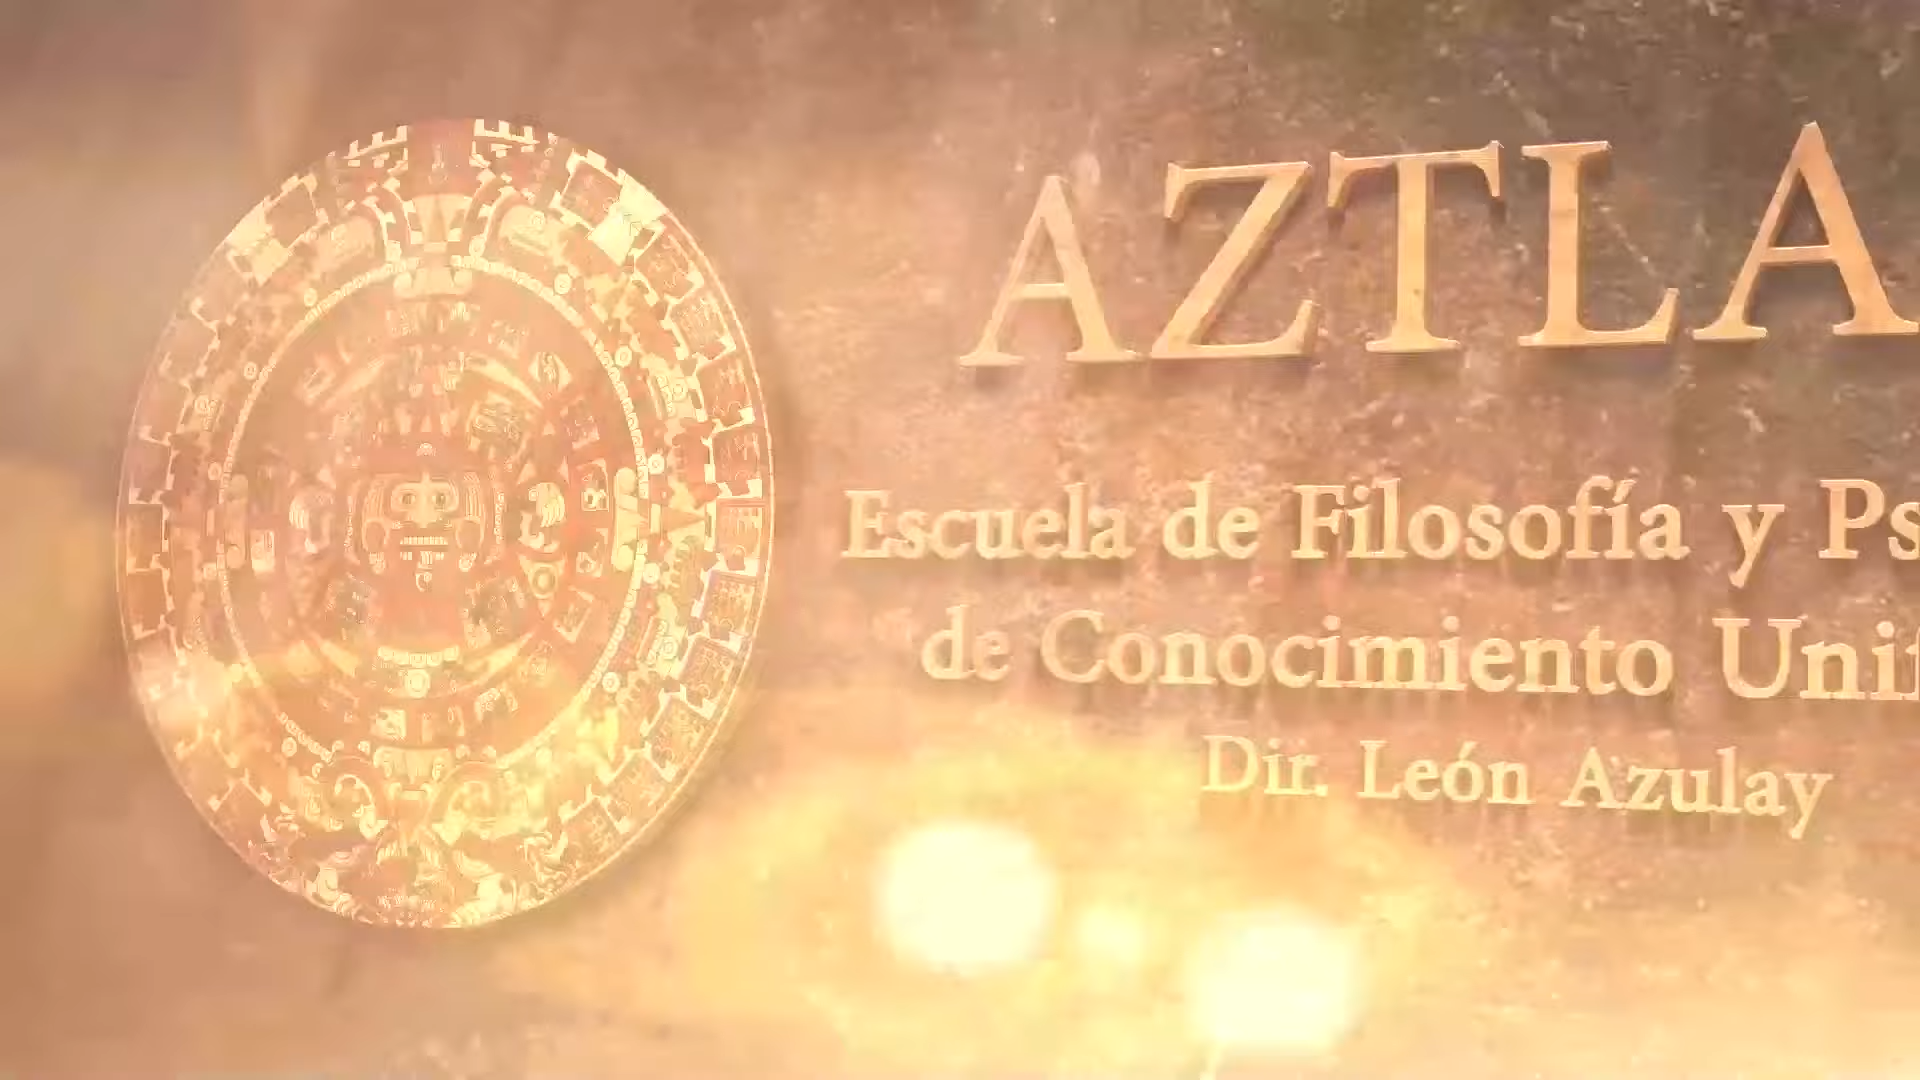 AZTLA
Escuela de Filosofía y Ps
de Conocimiento Unif
Dir. León Azulay